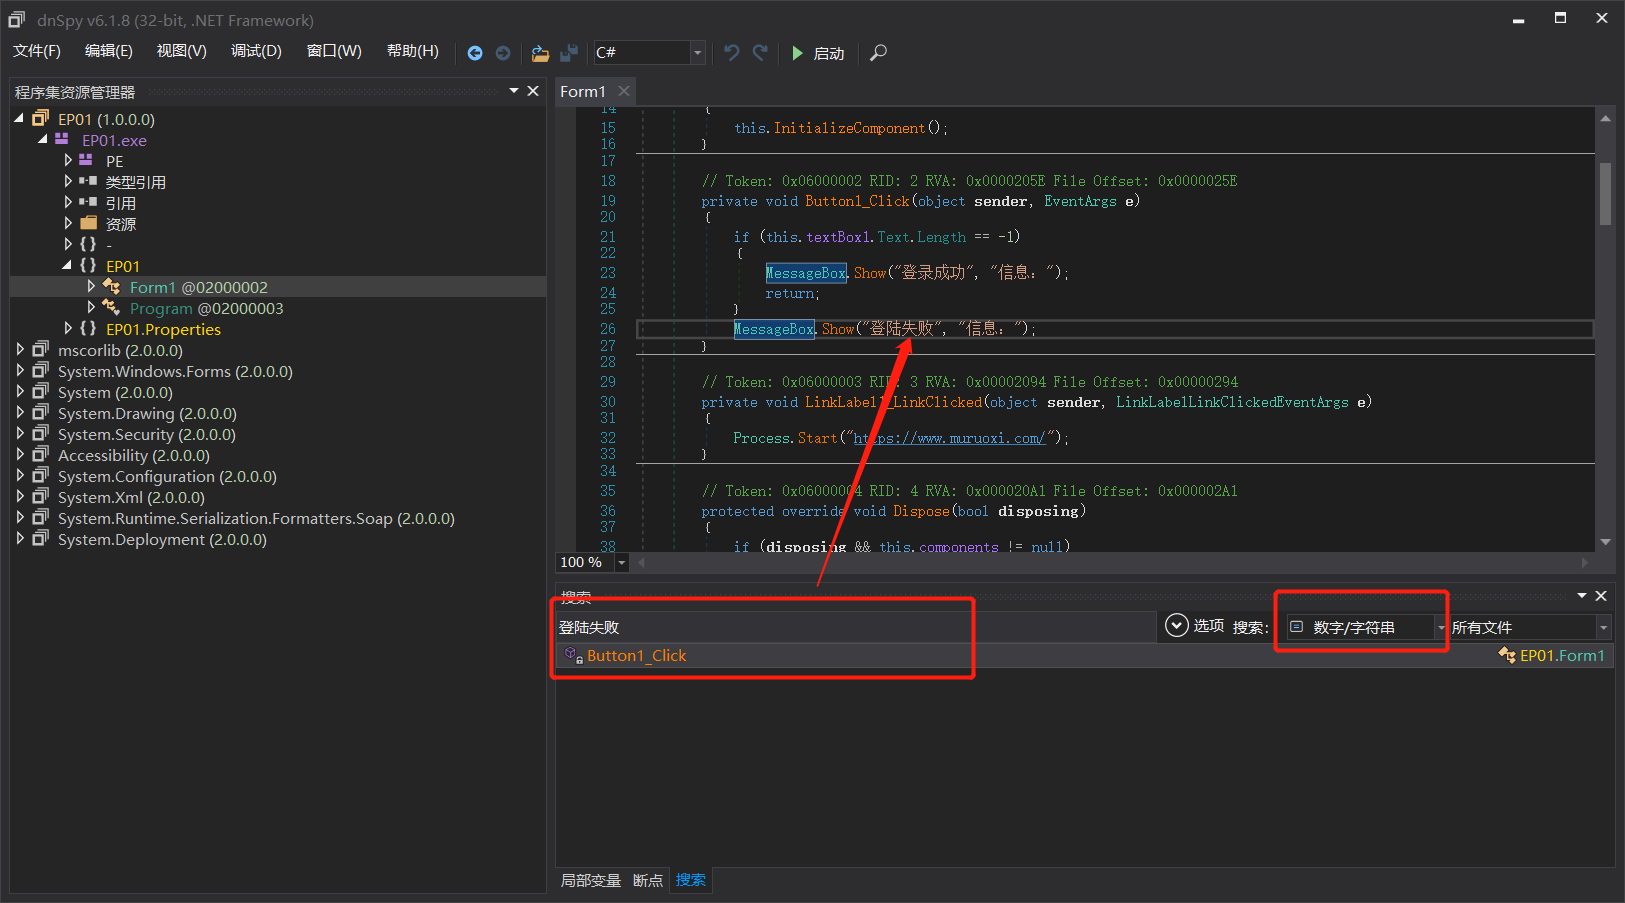 dnSpy v6.1.8 (32-bit, .NET Framework)
文件(F) 编辑(E) 视图(V) 调试(D) 窗口(W) 帮助(H) C# 启动
程序集资源管理器
EP01 (1.0.0.0)
EP01.exe
PE
类型引用
引用
资源
{ } -
{ } EP01
Form1 @02000002
Program @02000003
{ } EP01.Properties
mscorlib (2.0.0.0)
System.Windows.Forms (2.0.0.0)
System (2.0.0.0)
System.Drawing (2.0.0.0)
System.Security (2.0.0.0)
Accessibility (2.0.0.0)
System.Configuration (2.0.0.0)
System.Xml (2.0.0.0)
System.Runtime.Serialization.Formatters.Soap (2.0.0.0)
System.Deployment (2.0.0.0)
Form1
14 {
15 this.InitializeComponent();
16 }
17
18 // Token: 0x06000002 RID: 2 RVA: 0x0000205E File Offset: 0x0000025E
19 private void Button1_Click(object sender, EventArgs e)
20 {
21 if (this.textBox1.Text.Length == -1)
22 {
23 MessageBox.Show("登录成功", "信息：");
24 return;
25 }
26 MessageBox.Show("登陆失败", "信息：");
27 }
28
29 // Token: 0x06000003 RID: 3 RVA: 0x00002094 File Offset: 0x00000294
30 private void LinkLabel1_LinkClicked(object sender, LinkLabelLinkClickedEventArgs e)
31 {
32 Process.Start("https://www.muruoxi.com/");
33 }
34
35 // Token: 0x06000004 RID: 4 RVA: 0x000020A1 File Offset: 0x000002A1
36 protected override void Dispose(bool disposing)
37 {
38 if (disposing && this.components != null)
100 %
搜索
登陆失败 选项 搜索: 数字/字符串 所有文件
Button1_Click EP01.Form1
局部变量 断点 搜索